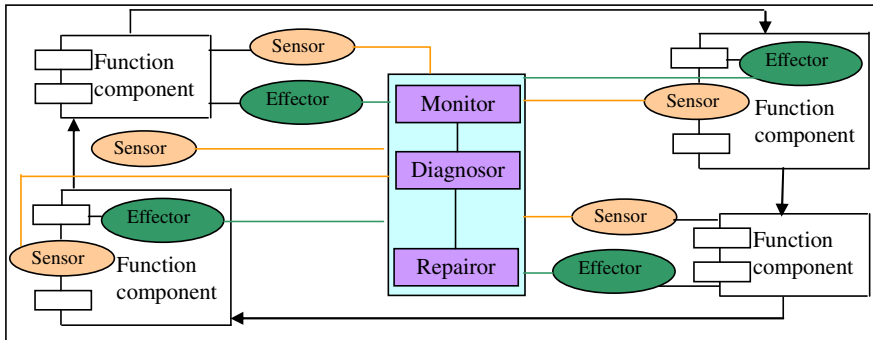 Sensor
Function
component
Effector
Effector
Sensor
Function
component
Monitor
Sensor
Diagnosor
Effector
Sensor
Function
component
Sensor
Function
component
Effector
Repairor